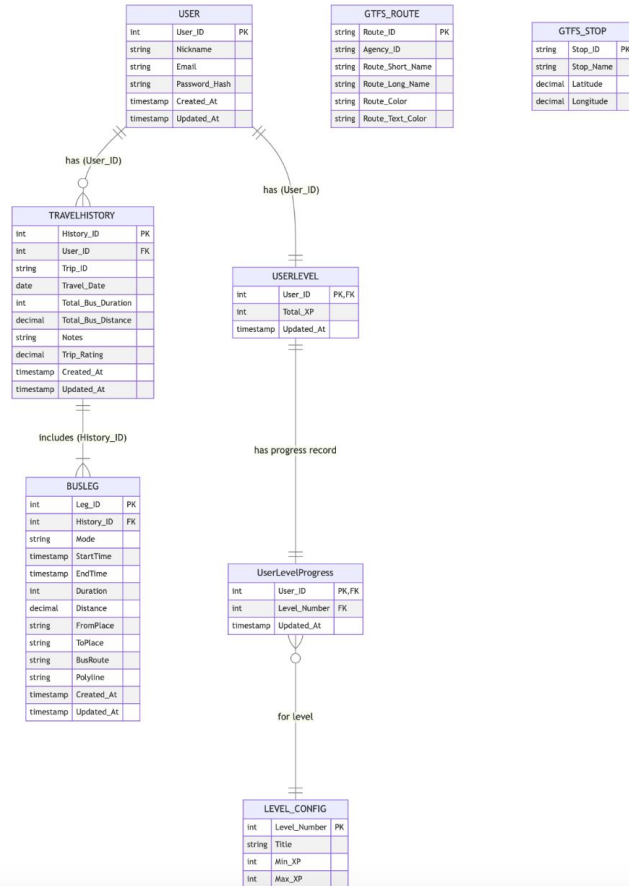 USER
int User_ID PK
string Nickname
string Email
string Password_Hash
timestamp Created_At
timestamp Updated_At
GTFS_ROUTE
string Route_ID PK
string Agency_ID
string Route_Short_Name
string Route_Long_Name
string Route_Color
string Route_Text_Color
GTFS_STOP
string Stop_ID PK
string Stop_Name
decimal Latitude
decimal Longitude
has (User_ID)
has (User_ID)
TRAVELHISTORY
int History_ID PK
int User_ID FK
string Trip_ID
date Travel_Date
int Total_Bus_Duration
decimal Total_Bus_Distance
string Notes
decimal Trip_Rating
timestamp Created_At
timestamp Updated_At
USERLEVEL
int User_ID PK,FK
int Total_XP
timestamp Updated_At
includes (History_ID)
has progress record
BUSLEG
int Leg_ID PK
int History_ID FK
string Mode
timestamp StartTime
timestamp EndTime
int Duration
decimal Distance
string FromPlace
string ToPlace
string BusRoute
string Polyline
timestamp Created_At
timestamp Updated_At
UserLevelProgress
int User_ID PK,FK
int Level_Number FK
timestamp Updated_At
for level
LEVEL_CONFIG
int Level_Number PK
string Title
int Min_XP
int Max_XP